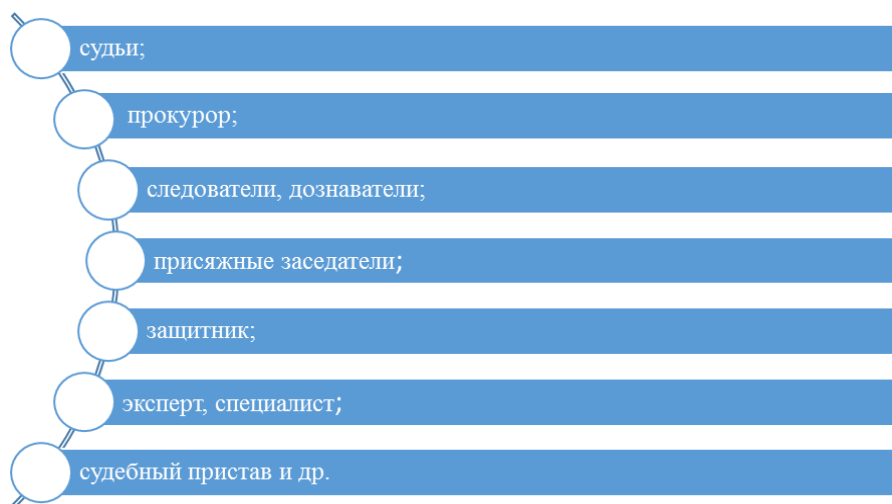 судьи;
прокурор;
следователи, дознаватели;
присяжные заседатели;
защитник;
эксперт, специалист;
судебный пристав и др.